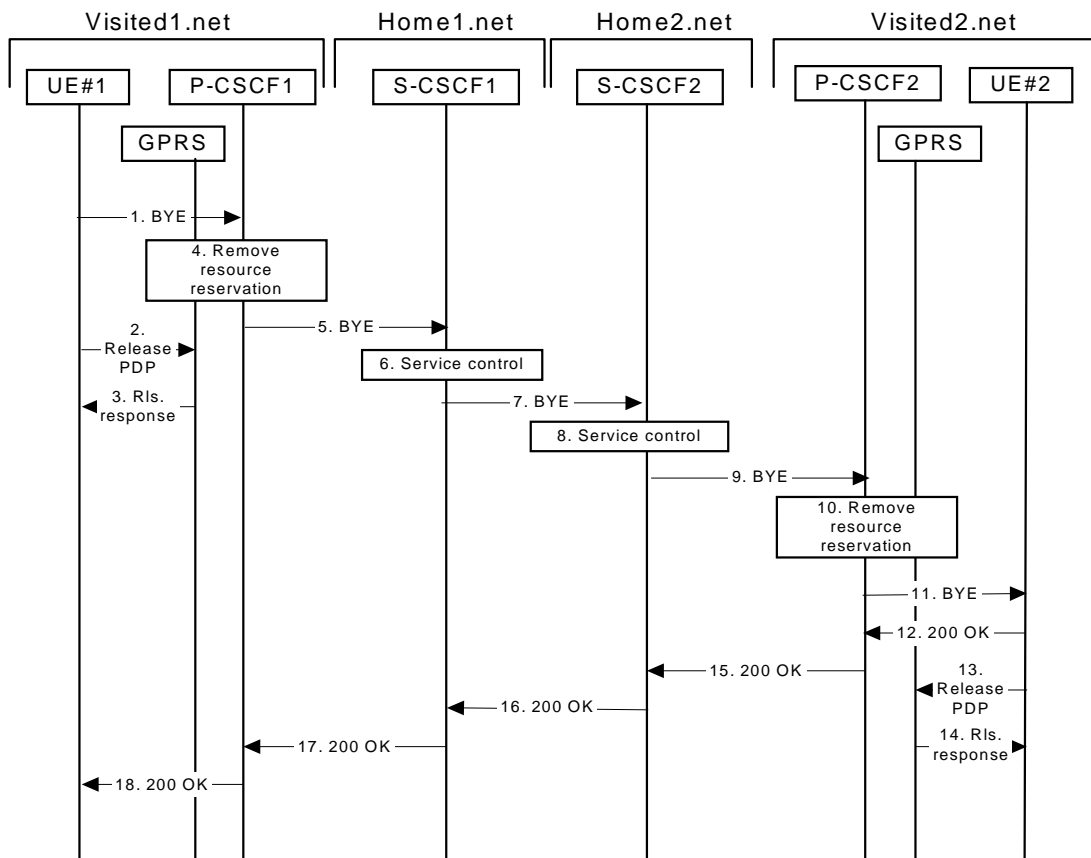 Visited1.net
Home1.net
Home2.net
Visited2.net
UE#1
P-CSCF1
S-CSCF1
S-CSCF2
P-CSCF2
UE#2
GPRS
GPRS
1. BYE
4. Remove
resource
reservation
5. BYE
2.
Release
PDP
6. Service control
3. Rls.
response
7. BYE
8. Service control
9. BYE
10. Remove
resource
reservation
11. BYE
12. 200 OK
15. 200 OK
13.
Release
PDP
16. 200 OK
14. Rls.
response
17. 200 OK
18. 200 OK